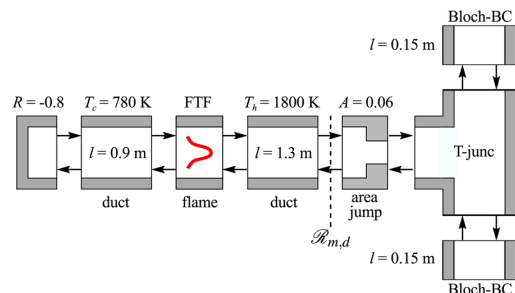 Bloch-BC
l = 0.15 m
R = -0.8
T_c = 780 K
FTF
T_h = 1800 K
A = 0.06
l = 0.9 m
l = 1.3 m
T-junc
duct
flame
duct
area
jump
ℛ_m,d
l = 0.15 m
Bloch-BC